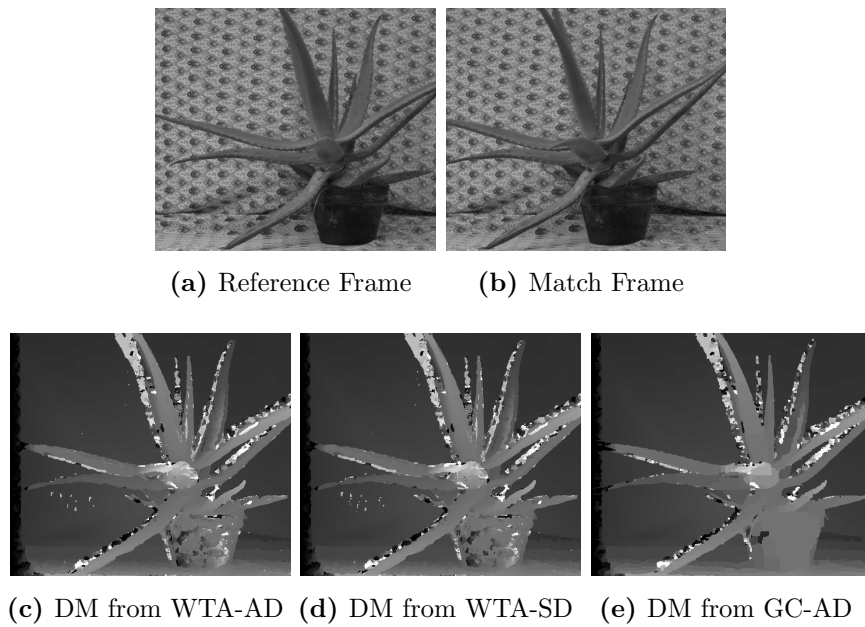 (a) Reference Frame (b) Match Frame
(c) DM from WTA-AD (d) DM from WTA-SD (e) DM from GC-AD